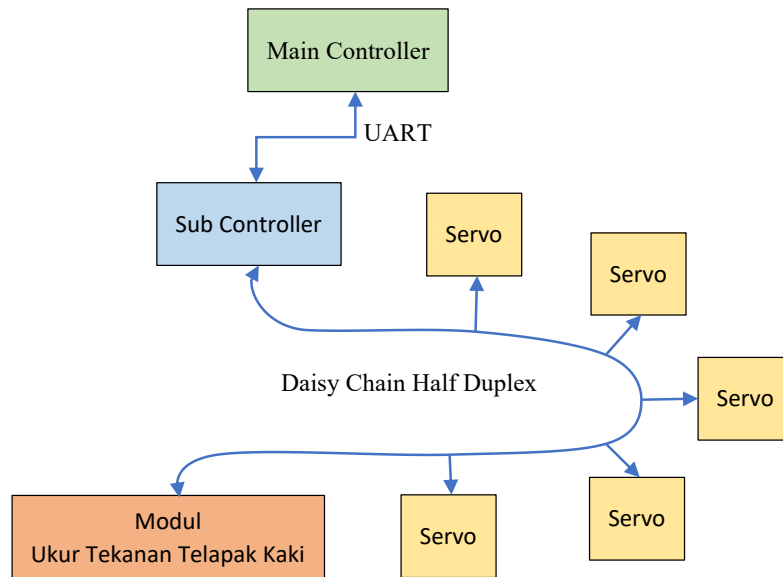 Main Controller
UART
Sub Controller
Servo
Servo
Daisy Chain Half Duplex
Servo
Servo
Servo
Modul
Ukur Tekanan Telapak Kaki